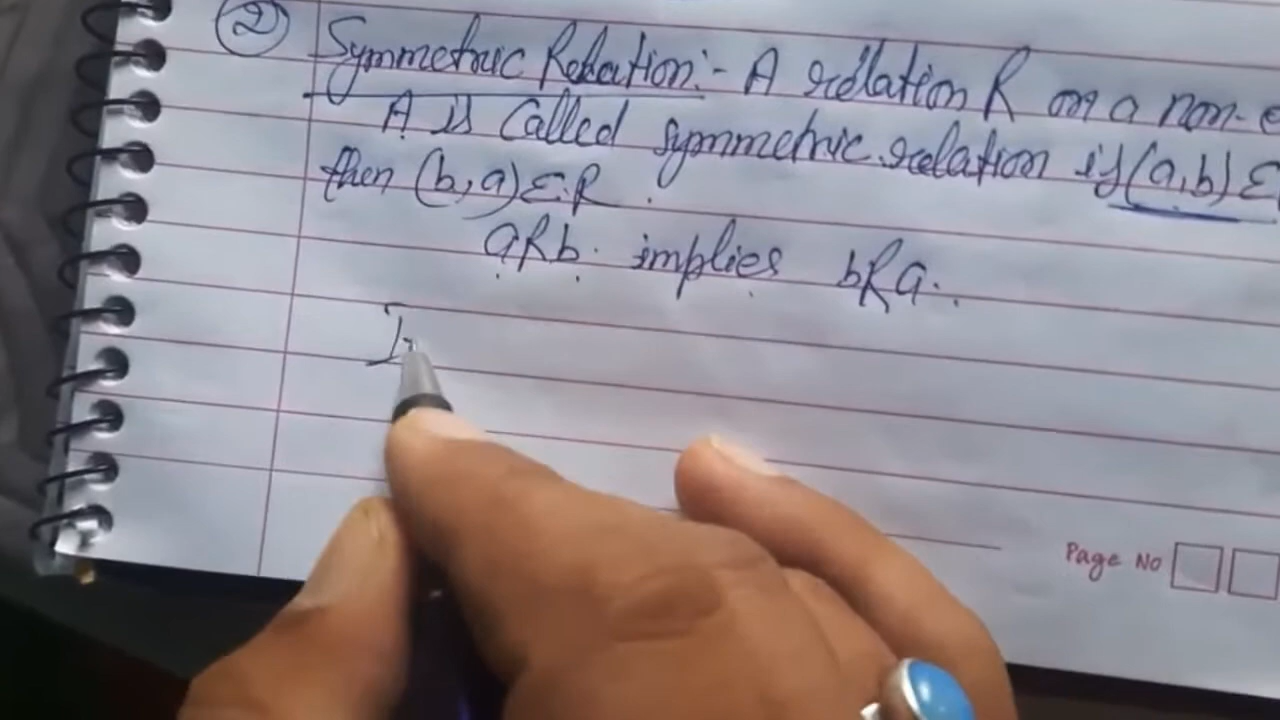 ② Symmetric Relation:- A relation R on a non-e
A is called symmetric relation if (a,b) ∈
then (b,a) ∈ R.
aRb. implies bRa.
I
Page No